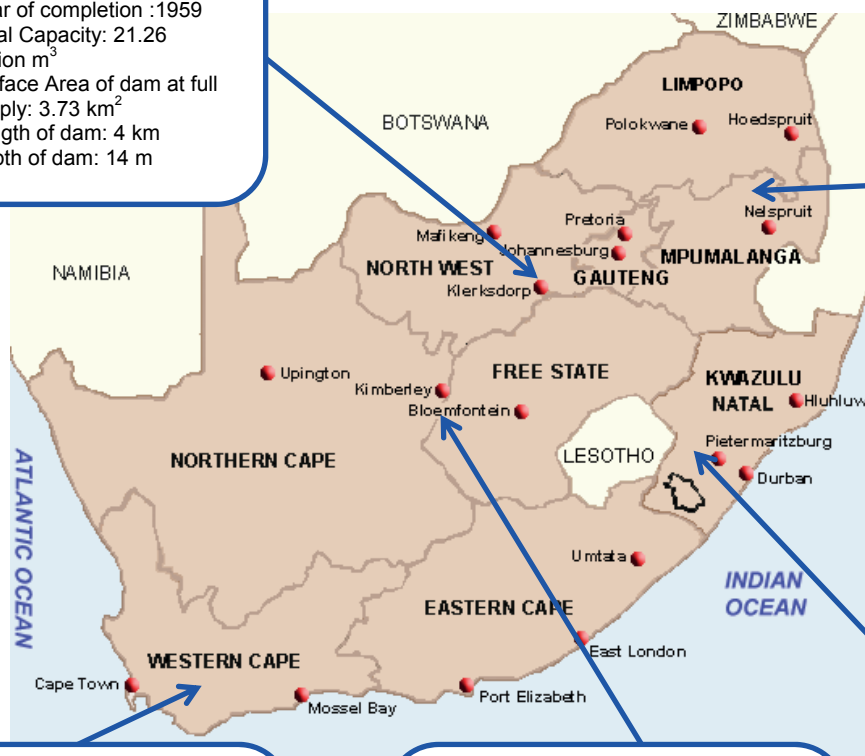 ar of completion :1959
al Capacity: 21.26
ion m³
face Area of dam at full
ply: 3.73 km²
gth of dam: 4 km
oth of dam: 14 m
ZIMBABWE
LIMPOPO
BOTSWANA
Polokwane
Hoedspruit
Pretoria
Nelspruit
Mafikeng
Johannesburg
MPUMALANGA
NORTH WEST
GAUTENG
NAMIBIA
Klerksdorp
Upington
FREE STATE
KWAZULU
NATAL
Kimberley
Hluhluw
Bloemfontein
Pietermaritzburg
LESOTHO
NORTHERN CAPE
Durban
ATLANTIC OCEAN
Umtata
INDIAN
OCEAN
EASTERN CAPE
East London
WESTERN CAPE
Cape Town
Port Elizabeth
Mossel Bay